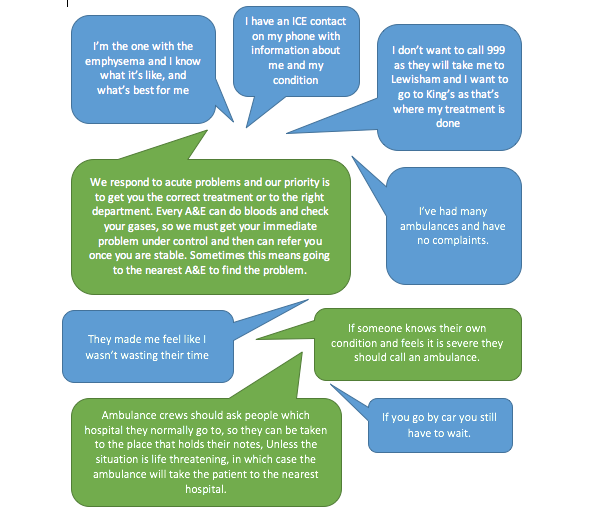 I'm the one with the
emphysema and I know
what it's like, and
what's best for me
I have an ICE contact
on my phone with
information about
me and my
condition
I don't want to call 999
as they will take me to
Lewisham and I want to
go to King's as that's
where my treatment is
done
We respond to acute problems and our priority is
to get you the correct treatment or to the right
department. Every A&E can do bloods and check
your gases, so we must get your immediate
problem under control and then can refer you
once you are stable. Sometimes this means going
to the nearest A&E to find the problem.
I've had many
ambulances and have
no complaints.
They made me feel like I
wasn't wasting their time
If someone knows their own
condition and feels it is severe they
should call an ambulance.
Ambulance crews should ask people which
hospital they normally go to, so they can be taken
to the place that holds their notes, Unless the
situation is life threatening, in which case the
ambulance will take the patient to the nearest
hospital.
If you go by car you still
have to wait.